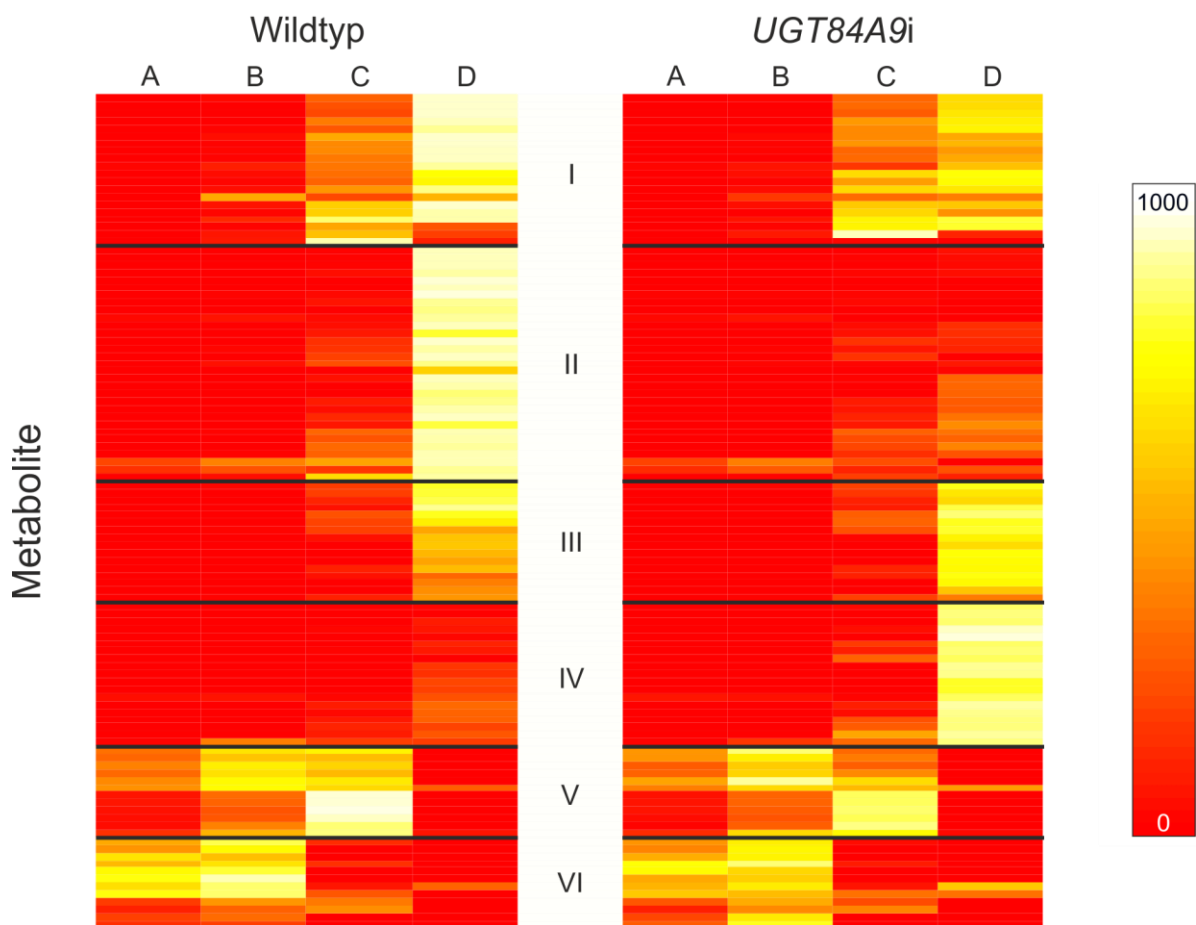 Wildtyp UGT84A9i
A B C D A B C D
I
1000
II
Metabolite
III
IV
V
0
VI